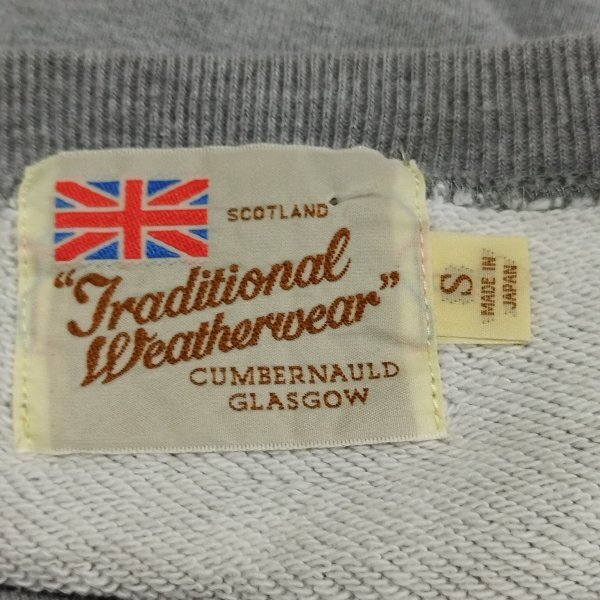 SCOTLAND
"Traditional
Weatherwear"
CUMBERNAULD
GLASGOW
S
MADE IN
JAPAN